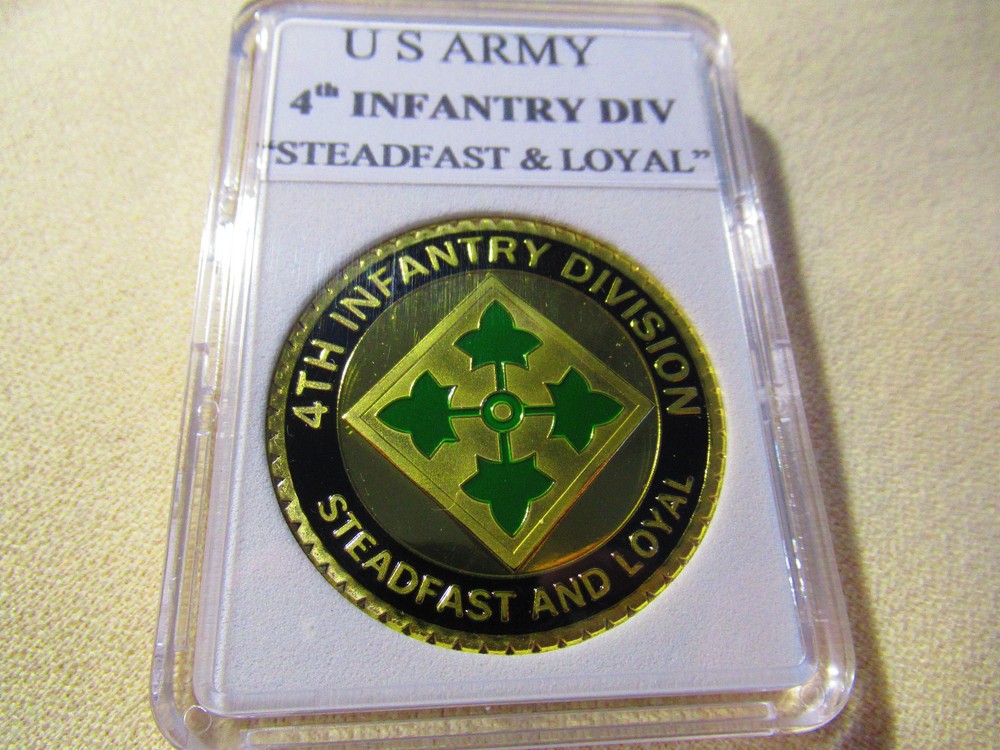 U S ARMY
4th INFANTRY DIV
"STEADFAST & LOYAL"
4TH INFANTRY DIVISION
STEADFAST AND LOYAL